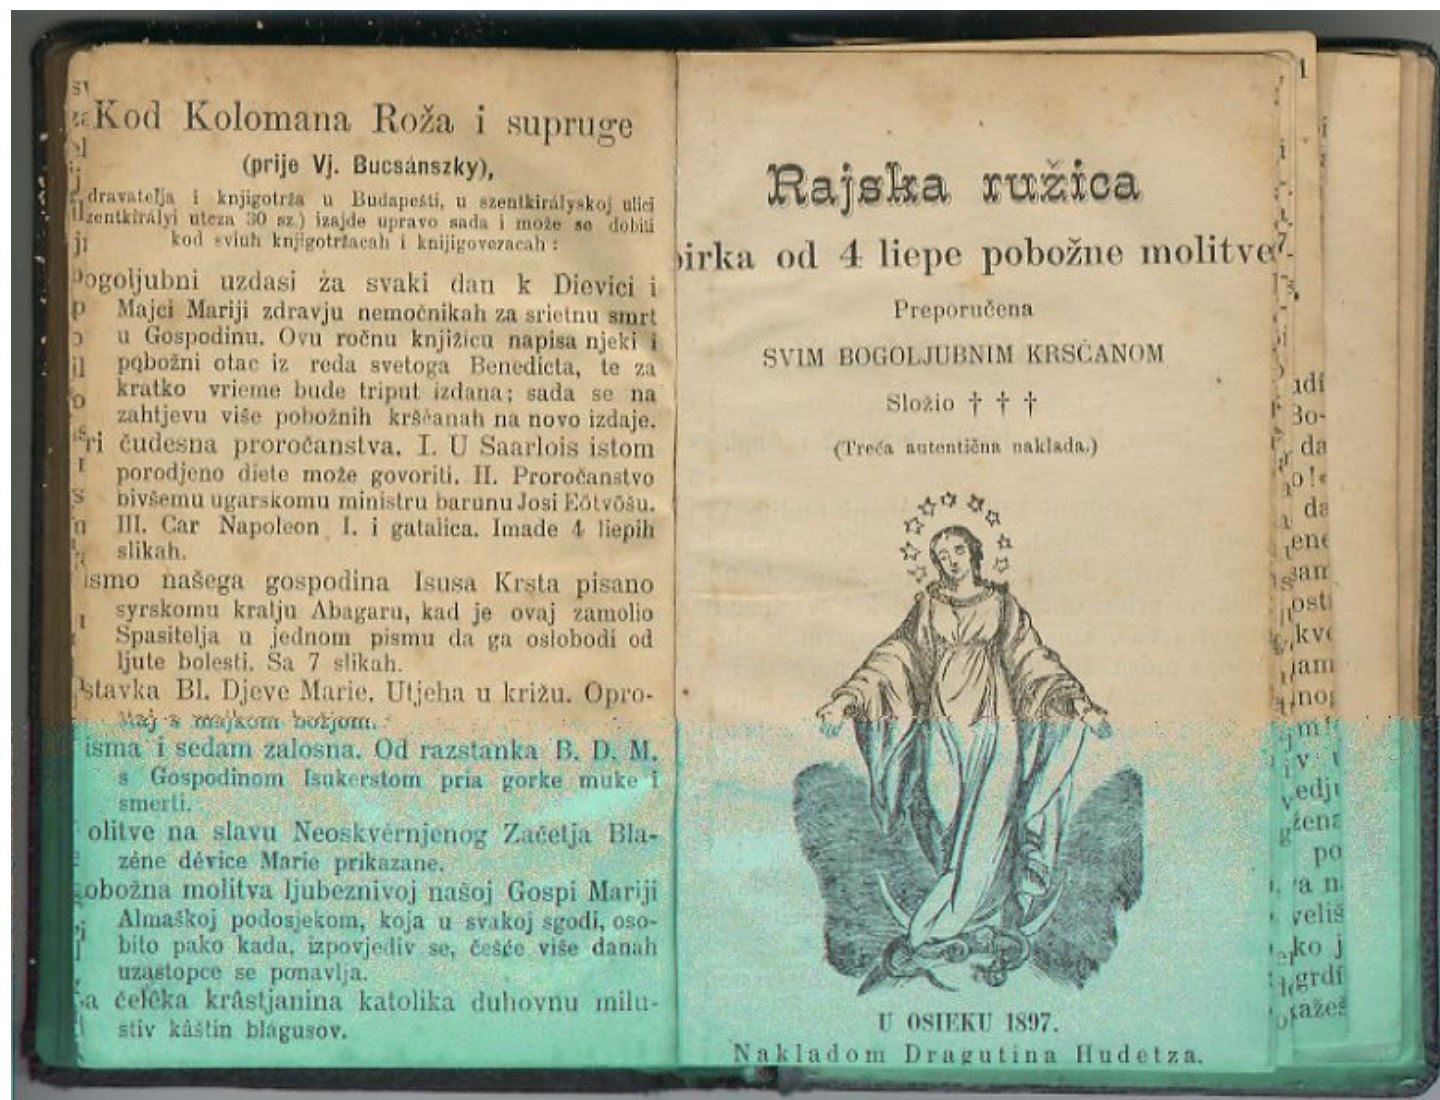 Kod Kolomana Roža i supruge
(prije Vj. Bucsánszky),
dravatelja i knjigotrža u Budapešti, u szentkirályskoj ulici
zentkirályi uteza 30 sz.) izajde upravo sada i može se dobiti
kod sviuh knjigotržacah i knijigovezacah :
ogoljubni uzdasi za svaki dan k Dievici i
Majci Mariji zdravju nemočnikah za srietnu smrt
u Gospodinu. Ovu ročnu knjižicu napisa njeki i
pobožni otac iz reda svetoga Benedicta, te za
kratko vrieme bude triput izdana; sada se na
zahtjevu više pobožnih kršćanah na novo izdaje.
ri čudesna proročanstva. I. U Saarlois istom
porodjeno diete može govoriti. II. Proročanstvo
bivšemu ugarskomu ministru barunu Josi Eötvöšu.
III. Car Napoleon I. i gatalica. Imade 4 liepih
slikah.
ismo našega gospodina Isusa Krsta pisano
syrskomu kralju Abagaru, kad je ovaj zamolio
Spasitelja u jednom pismu da ga oslobodi od
ljute bolesti. Sa 7 slikah.
stavka Bl. Djeve Marie. Utjeha u križu. Opro-
štaj s majkom božjom.
isma i sedam zalosna. Od razstanka B. D. M.
s Gospodinom Isukerstom pria gorke muke i
smerti.
olitve na slavu Neoskvérnjenog Začetja Bla-
zéne dévice Marie prikazane.
obožna molitva ljubeznivoj našoj Gospi Mariji
Almaškoj podosjekom, koja u svakoj sgodi, oso-
bito pako kada, izpovjediv se, češće više danah
uzastopce se ponavlja.
a čelêka krâstjanina katolika duhovnu milu-
stiv kâštin blagusov.
Rajska ružica
birka od 4 liepe pobožne molitve
Preporučena
SVIM BOGOLJUBNIM KRSĆANOM
Složio † † †
(Treća autentična naklada.)
U OSIEKU 1897.
Nakladom Dragutina Hudetza.